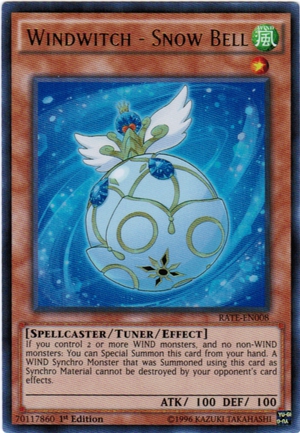 WINDWITCH - SNOW BELL
WIND
風
RATE-EN008
[SPELLCASTER/TUNER/EFFECT]
If you control 2 or more WIND monsters, and no non-WIND
monsters: You can Special Summon this card from your hand. A
WIND Synchro Monster that was Summoned using this card as
Synchro Material cannot be destroyed by your opponent's card
effects.
ATK/ 100 DEF/ 100
70117860 1st Edition ©1996 KAZUKI TAKAHASHI